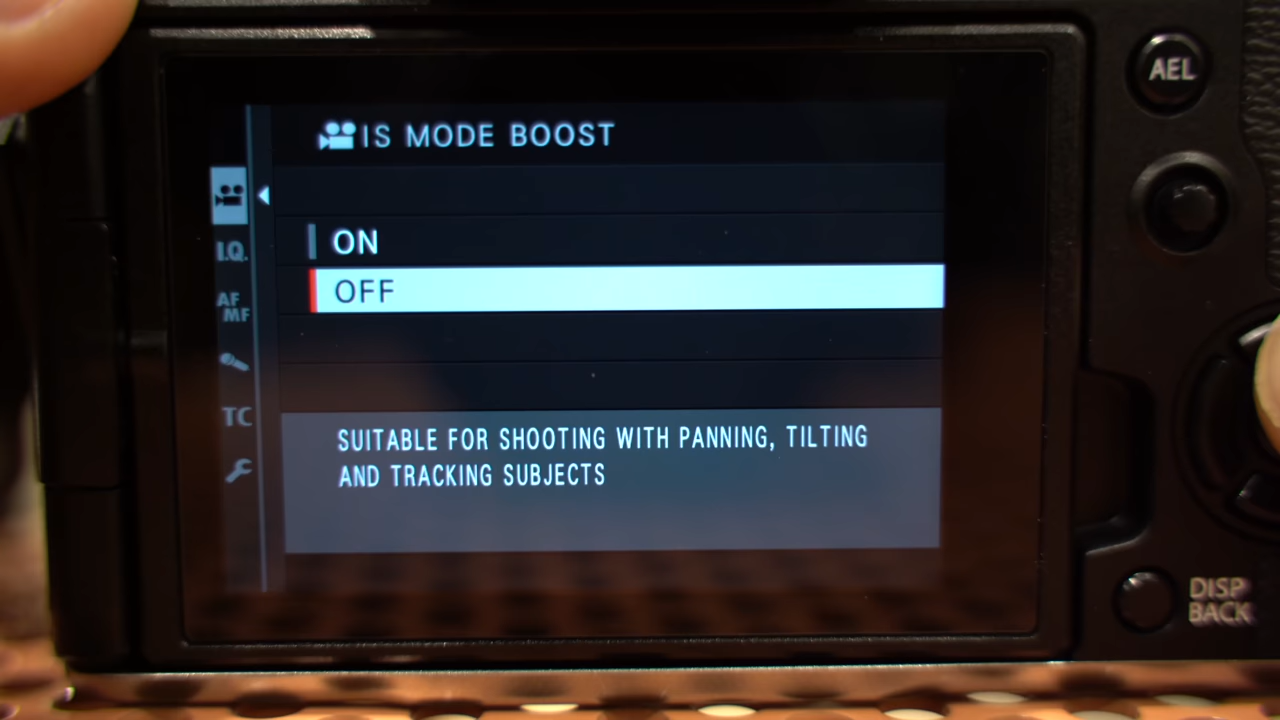 IS MODE BOOST
ON
OFF
SUITABLE FOR SHOOTING WITH PANNING, TILTING
AND TRACKING SUBJECTS
I.Q.
AF
MF
TC
AEL
DISP
BACK